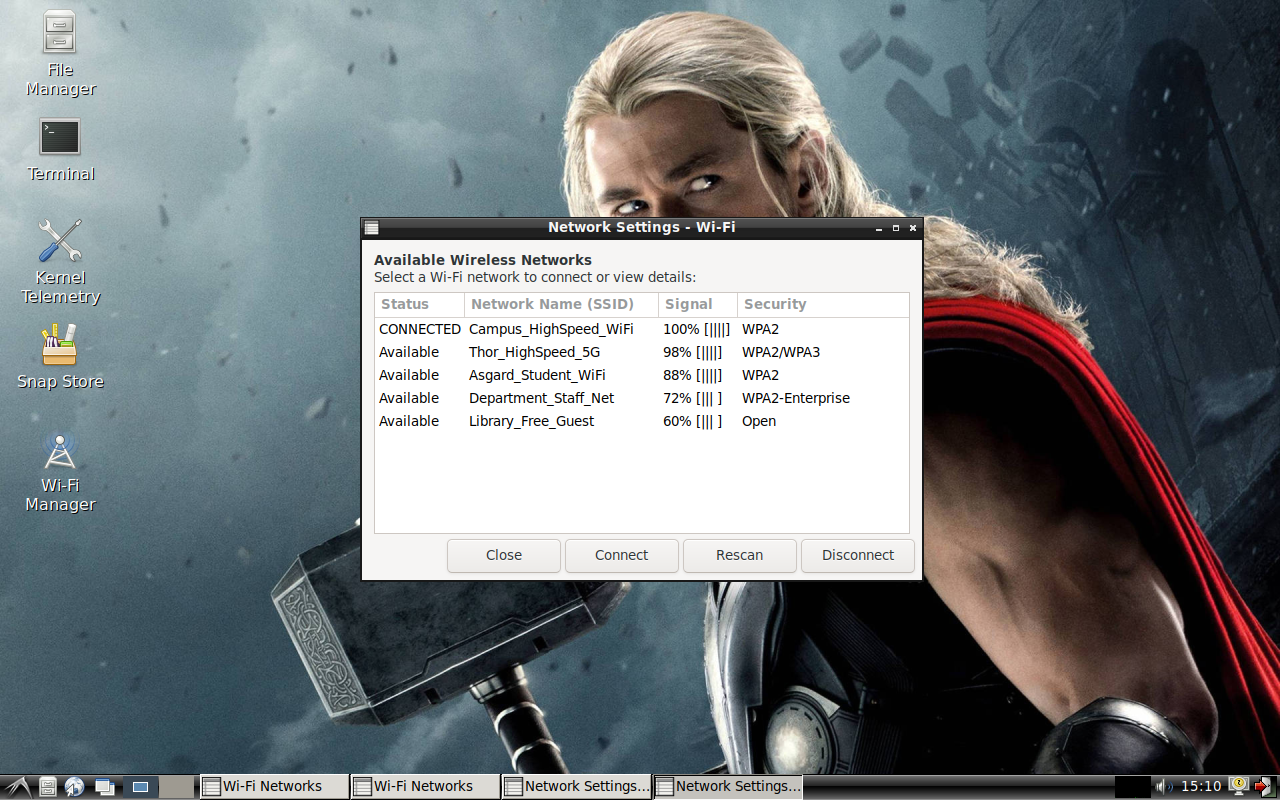 File
Manager
Terminal
Kernel
Telemetry
Snap Store
Wi-Fi
Manager
Network Settings - Wi-Fi
Available Wireless Networks
Select a Wi-Fi network to connect or view details:
Status Network Name (SSID) Signal Security
CONNECTED Campus_HighSpeed_WiFi 100% [||||] WPA2
Available Thor_HighSpeed_5G 98% [||||] WPA2/WPA3
Available Asgard_Student_WiFi 88% [||||] WPA2
Available Department_Staff_Net 72% [||| ] WPA2-Enterprise
Available Library_Free_Guest 60% [||| ] Open
Close Connect Rescan Disconnect
Wi-Fi Networks Wi-Fi Networks Network Settings... Network Settings... 15:10